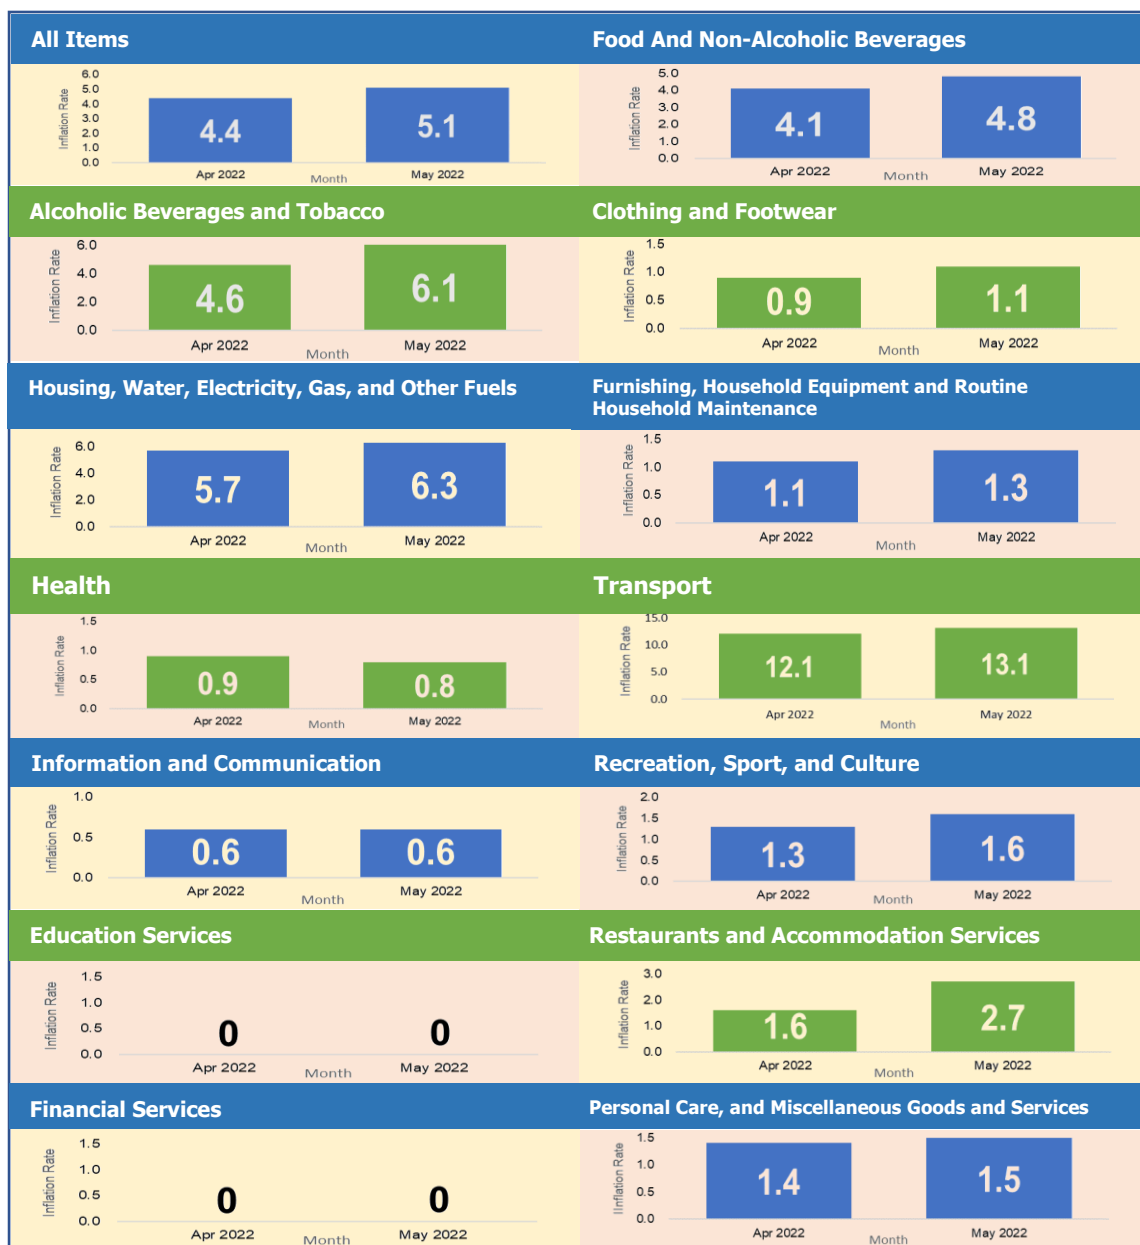 All Items
Inflation Rate
6.0
5.0
4.0
3.0
2.0
1.0
0.0
4.4
5.1
Apr 2022
Month
May 2022
Food And Non-Alcoholic Beverages
Inflation Rate
5.0
4.0
3.0
2.0
1.0
0.0
4.1
4.8
Apr 2022
Month
May 2022
Alcoholic Beverages and Tobacco
Inflation Rate
6.0
4.0
2.0
0.0
4.6
6.1
Apr 2022
Month
May 2022
Clothing and Footwear
Inflation Rate
1.5
1.0
0.5
0.0
0.9
1.1
Apr 2022
Month
May 2022
Housing, Water, Electricity, Gas, and Other Fuels
Inflation Rate
6.0
4.0
2.0
0.0
5.7
6.3
Apr 2022
Month
May 2022
Furnishing, Household Equipment and Routine
Household Maintenance
Inflation Rate
1.5
1.0
0.5
0.0
1.1
1.3
Apr 2022
Month
May 2022
Health
Inflation Rate
1.5
1.0
0.5
0.0
0.9
0.8
Apr 2022
Month
May 2022
Transport
Inflation Rate
15.0
10.0
5.0
0.0
12.1
13.1
Apr 2022
Month
May 2022
Information and Communication
Inflation Rate
1.0
0.5
0.0
0.6
0.6
Apr 2022
Month
May 2022
Recreation, Sport, and Culture
Inflation Rate
2.0
1.5
1.0
0.5
0.0
1.3
1.6
Apr 2022
Month
May 2022
Education Services
Inflation Rate
1.5
1.0
0.5
0.0
0
0
Apr 2022
Month
May 2022
Restaurants and Accommodation Services
Inflation Rate
3.0
2.0
1.0
0.0
1.6
2.7
Apr 2022
Month
May 2022
Financial Services
Inflation Rate
1.5
1.0
0.5
0.0
0
0
Apr 2022
Month
May 2022
Personal Care, and Miscellaneous Goods and Services
IInflation Rate
1.5
1.0
0.5
0.0
1.4
1.5
Apr 2022
Month
May 2022